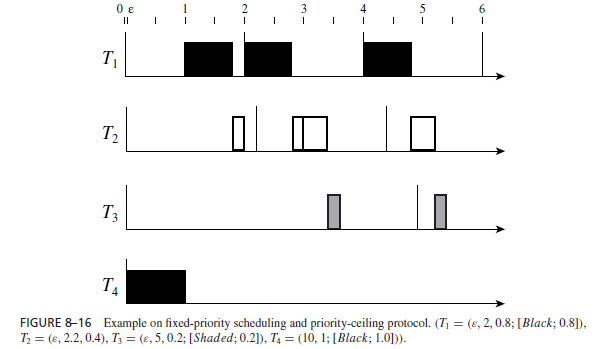 0 ε 1 2 3 4 5 6
T1
T2
T3
T4
FIGURE 8–16 Example on fixed-priority scheduling and priority-ceiling protocol. (T1 = (ε, 2, 0.8; [Black; 0.8]),
T2 = (ε, 2.2, 0.4), T3 = (ε, 5, 0.2; [Shaded; 0.2]), T4 = (10, 1; [Black; 1.0])).